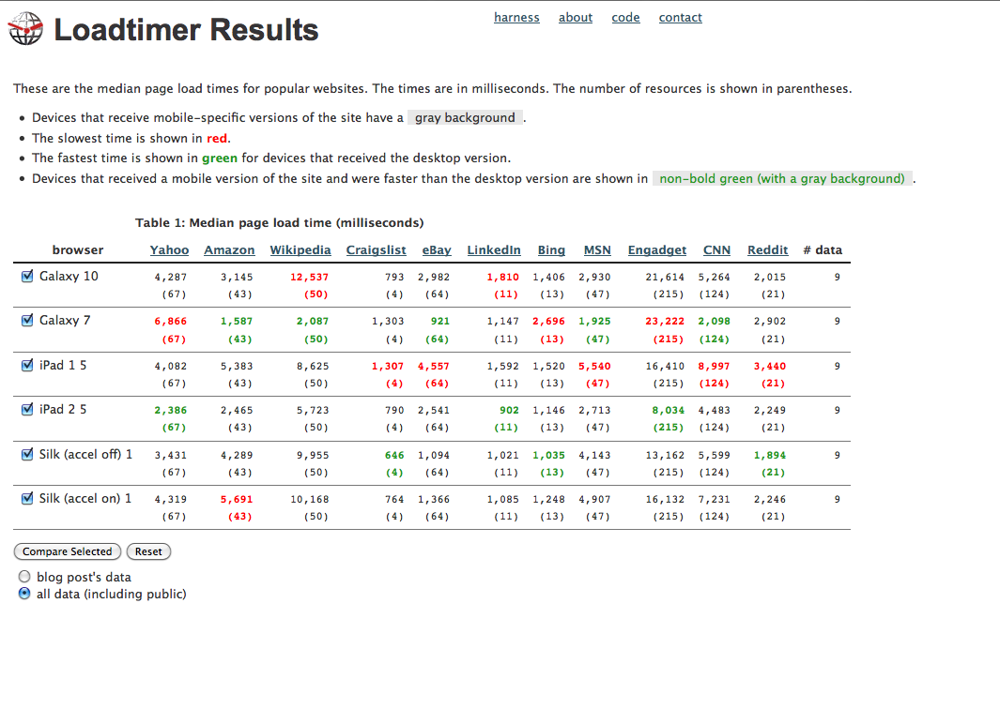 harness about code contact
Loadtimer Results
These are the median page load times for popular websites. The times are in milliseconds. The number of resources is shown in parentheses.
• Devices that receive mobile-specific versions of the site have a gray background .
• The slowest time is shown in red.
• The fastest time is shown in green for devices that received the desktop version.
• Devices that received a mobile version of the site and were faster than the desktop version are shown in non-bold green (with a gray background) .
Table 1: Median page load time (milliseconds)
browser Yahoo Amazon Wikipedia Craigslist eBay LinkedIn Bing MSN Engadget CNN Reddit # data
Galaxy 10 4,287 3,145 12,537 793 2,982 1,810 1,406 2,930 21,614 5,264 2,015 9
(67) (43) (50) (4) (64) (11) (13) (47) (215) (124) (21)
Galaxy 7 6,866 1,587 2,087 1,303 921 1,147 2,696 1,925 23,222 2,098 2,902 9
(67) (43) (50) (4) (64) (11) (13) (47) (215) (124) (21)
iPad 1 5 4,082 5,383 8,625 1,307 4,557 1,592 1,520 5,540 16,410 8,997 3,440 9
(67) (43) (50) (4) (64) (11) (13) (47) (215) (124) (21)
iPad 2 5 2,386 2,465 5,723 790 2,541 902 1,146 2,713 8,034 4,483 2,249 9
(67) (43) (50) (4) (64) (11) (13) (47) (215) (124) (21)
Silk (accel off) 1 3,431 4,289 9,955 646 1,094 1,021 1,035 4,143 13,162 5,599 1,894 9
(67) (43) (50) (4) (64) (11) (13) (47) (215) (124) (21)
Silk (accel on) 1 4,319 5,691 10,168 764 1,366 1,085 1,248 4,907 16,132 7,231 2,246 9
(67) (43) (50) (4) (64) (11) (13) (47) (215) (124) (21)
Compare Selected Reset
blog post's data
all data (including public)